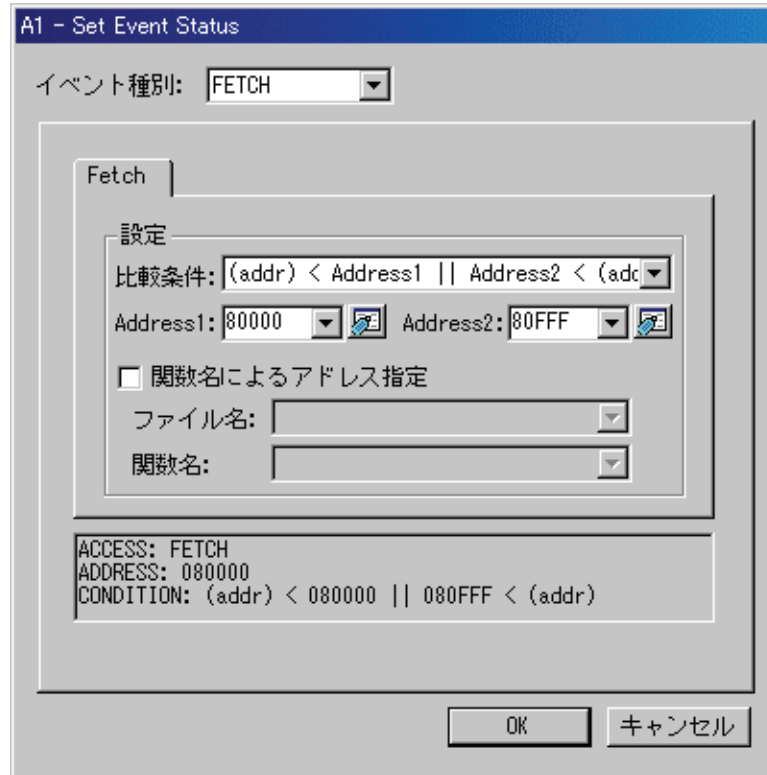 A1 - Set Event Status
イベント種別: FETCH
Fetch
設定
比較条件: (addr) < Address1 || Address2 < (adc
Address1: 80000 Address2: 80FFF
関数名によるアドレス指定
ファイル名:
関数名:
ACCESS: FETCH
ADDRESS: 080000
CONDITION: (addr) < 080000 || 080FFF < (addr)
OK キャンセル